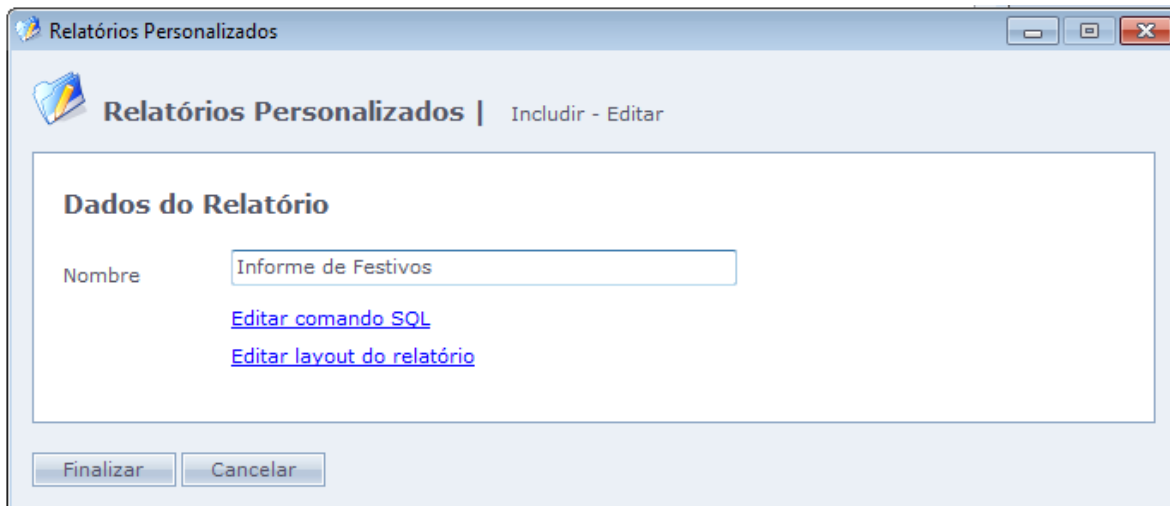 Relatórios Personalizados
Relatórios Personalizados | Includir - Editar
Dados do Relatório
Nombre
Informe de Festivos
Editar comando SQL
Editar layout do relatório
Finalizar
Cancelar